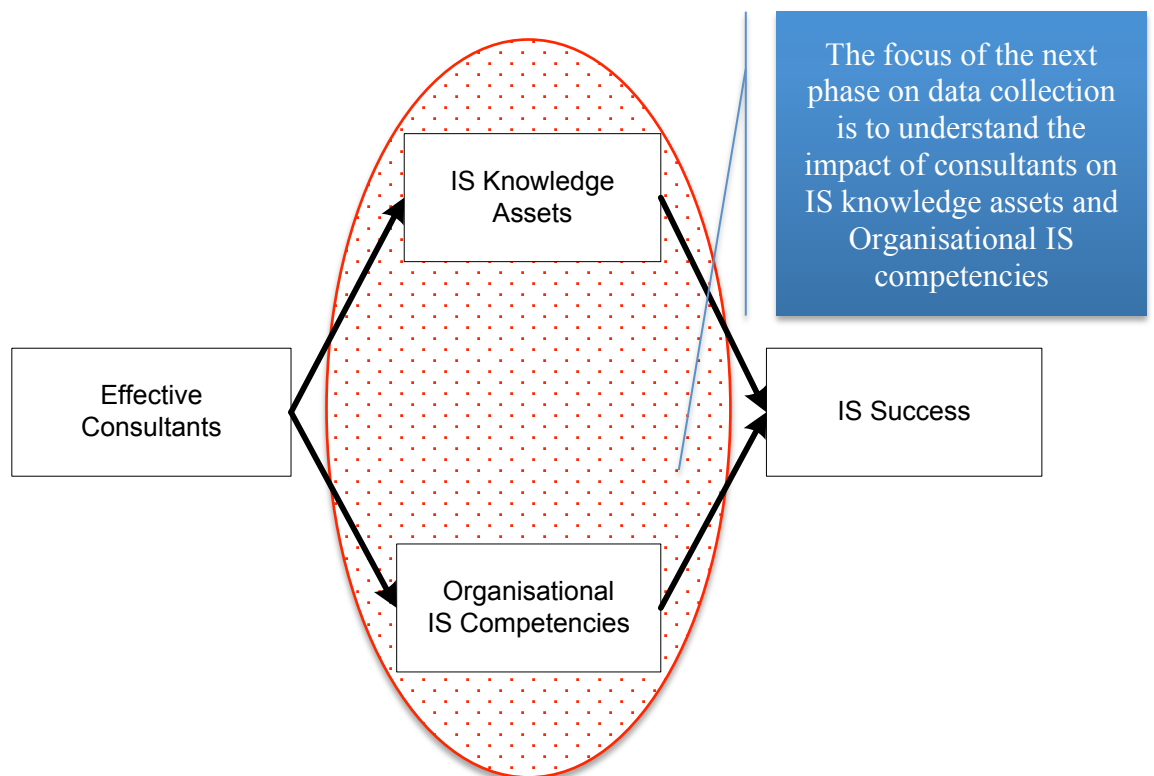 The focus of the next
phase on data collection
is to understand the
impact of consultants on
IS knowledge assets and
Organisational IS
competencies
IS Knowledge
Assets
Effective
Consultants
IS Success
Organisational
IS Competencies